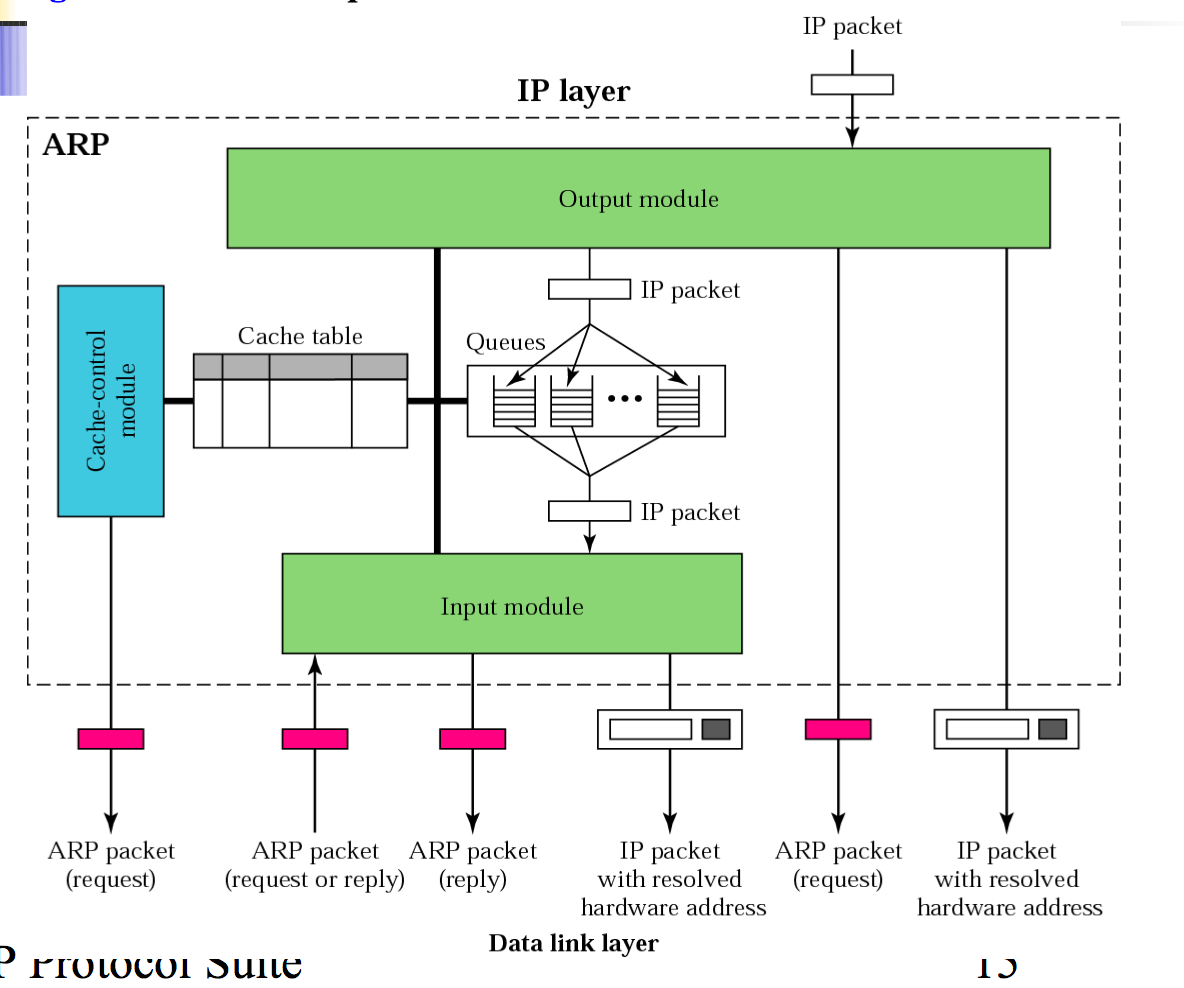 IP packet
IP layer
ARP
Output module
IP packet
Cache table
Queues
Cache-control
module
IP packet
Input module
ARP packet
(request)
ARP packet
(request or reply)
ARP packet
(reply)
IP packet
with resolved
hardware address
ARP packet
(request)
IP packet
with resolved
hardware address
Data link layer
P Protocol Suite